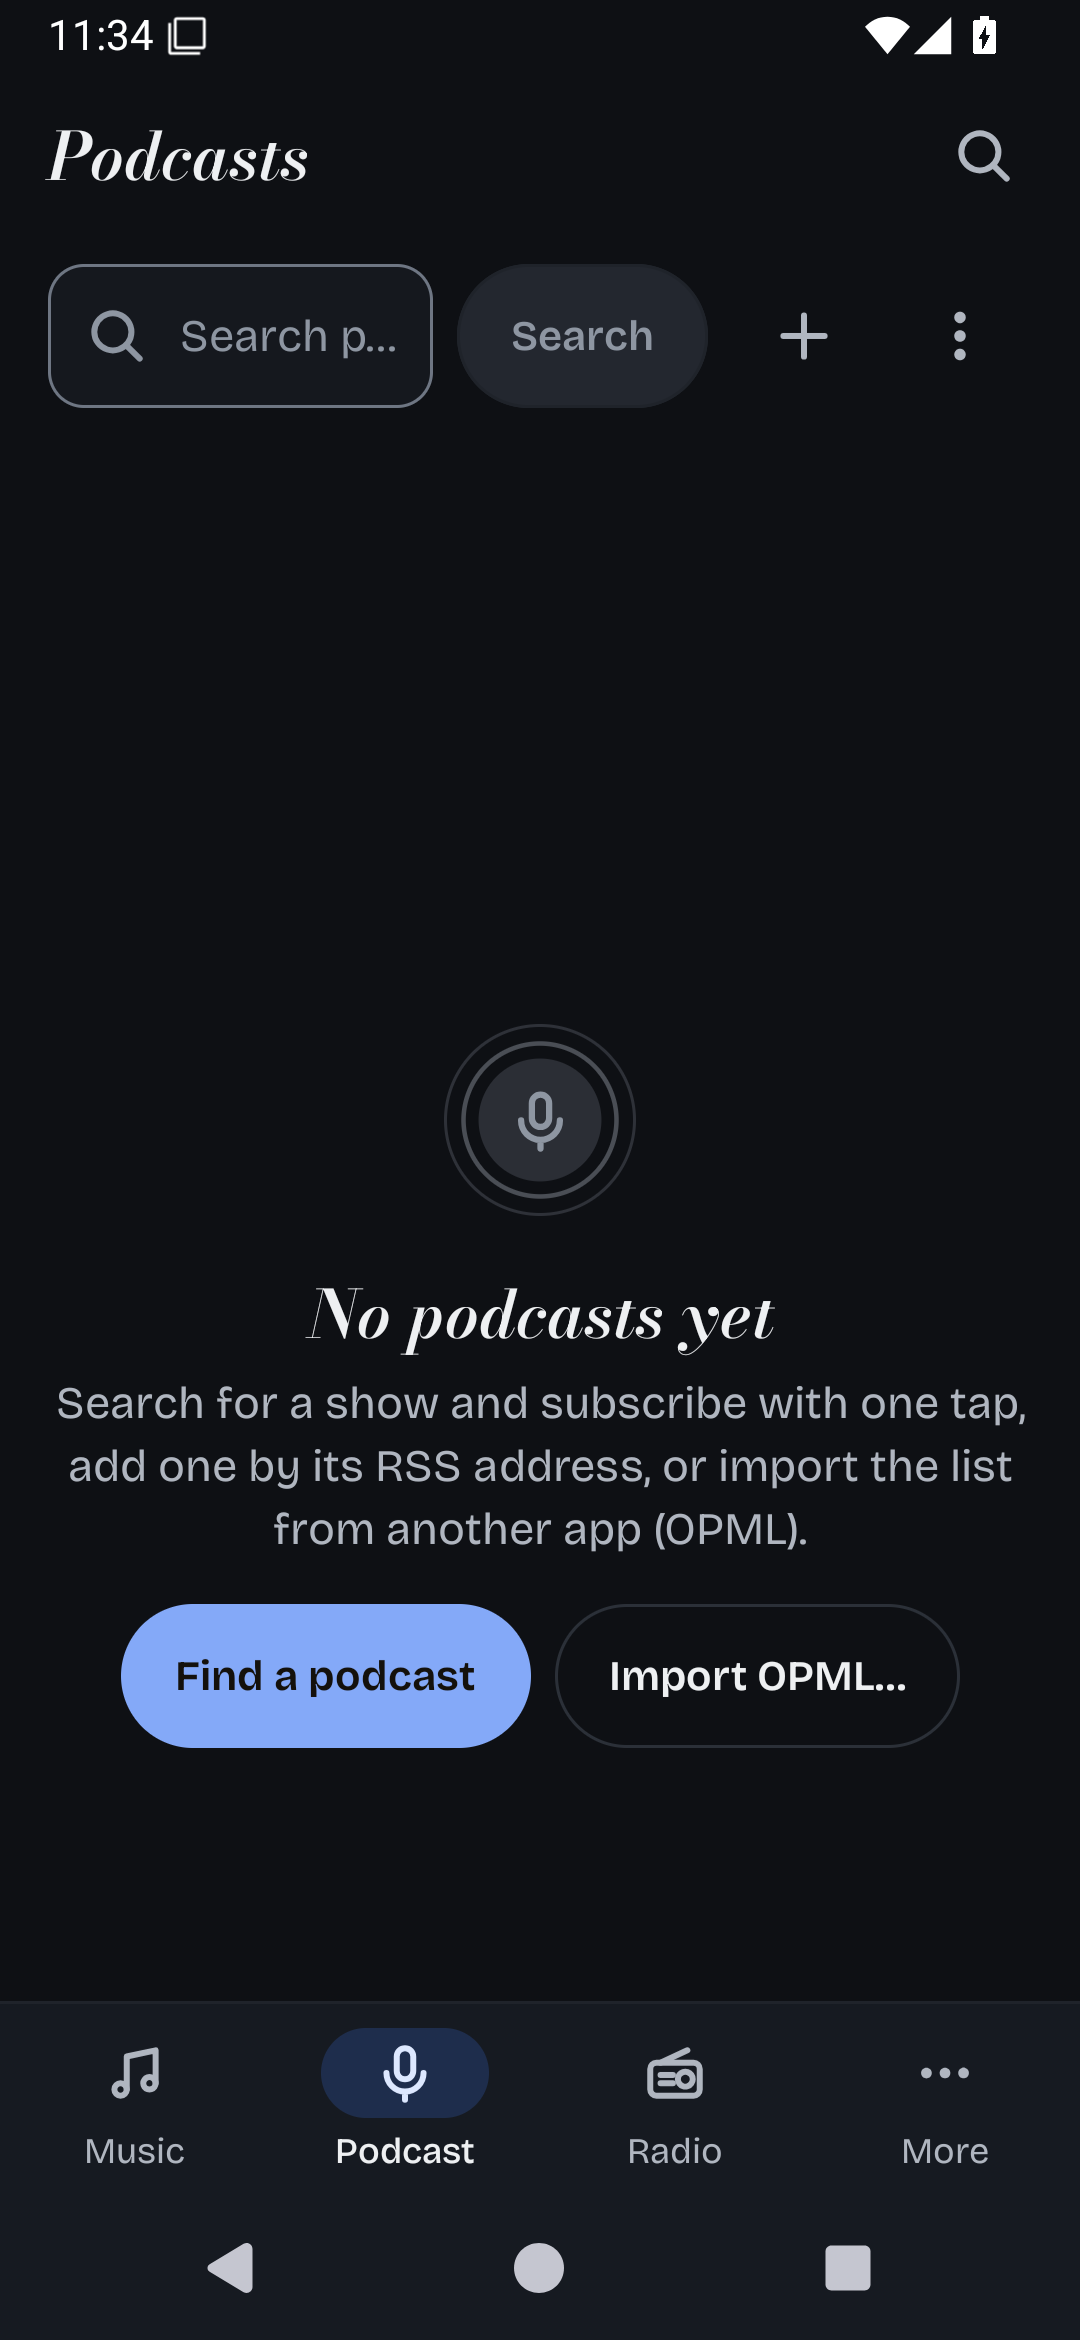 11:34
Podcasts
Search p...
Search
No podcasts yet
Search for a show and subscribe with one tap,
add one by its RSS address, or import the list
from another app (OPML).
Find a podcast
Import OPML...
Music
Podcast
Radio
More